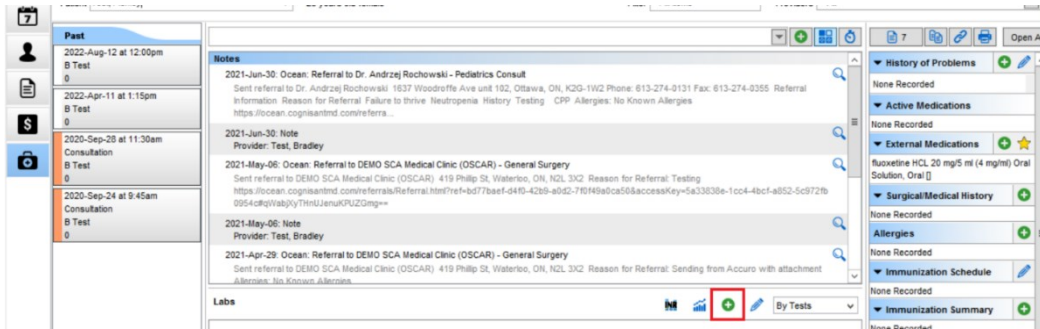 7
Past
2022-Aug-12 at 12:00pm
B Test
0
2022-Apr-11 at 1:15pm
B Test
0
2020-Sep-28 at 11:30am
Consultation
B Test
0
2020-Sep-24 at 9:45am
Consultation
B Test
0
Notes
2021-Jun-30: Ocean: Referral to Dr. Andrzej Rochowski - Pediatrics Consult
Sent referral to Dr. Andrzej Rochowski 1637 Woodroffe Ave unit 102, Ottawa, ON, K2G-1W2 Phone: 613-274-0131 Fax: 613-274-0355 Referral
Information Reason for Referral Failure to thrive Neutropenia History Testing CPP Allergies: No Known Allergies
https://ocean.cognisantmd.com/referra...
2021-Jun-30: Note
Provider: Test, Bradley
2021-May-06: Ocean: Referral to DEMO SCA Medical Clinic (OSCAR) - General Surgery
Sent referral to DEMO SCA Medical Clinic (OSCAR) 419 Phillip St, Waterloo, ON, N2L 3X2 Reason for Referral: Testing
https://ocean.cognisantmd.com/referrals/Referral.html?ref=bd77baef-d4f0-42b9-a0d2-7f0f49a0ca50&accessKey=5a33838e-1cc4-4bcf-a852-5c972fb
2021-May-06: Note
Provider: Test, Bradley
2021-Apr-29: Ocean: Referral to DEMO SCA Medical Clinic (OSCAR) - General Surgery
Sent referral to DEMO SCA Medical Clinic (OSCAR) 419 Phillip St, Waterloo, ON, N2L 3X2 Reason for Referral: Sending from Accuro with attachment
Allergies: No Known Allergies
Labs
By Tests
7
Open A
History of Problems
None Recorded
Active Medications
None Recorded
External Medications
fluoxetine HCL 20 mg/5 ml (4 mg/ml) Oral
Solution, Oral []
Surgical/Medical History
None Recorded
Allergies
None Recorded
Immunization Schedule
None Recorded
Immunization Summary
None Recorded